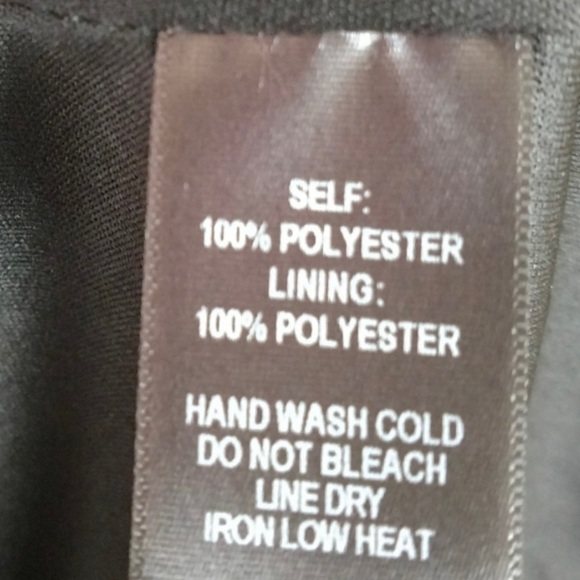 SELF:
100% POLYESTER
LINING:
100% POLYESTER
HAND WASH COLD
DO NOT BLEACH
LINE DRY
IRON LOW HEAT